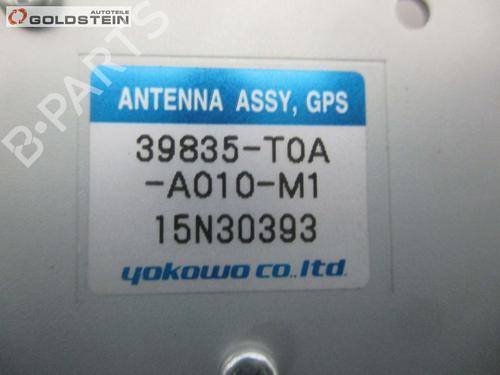 AUTOTEILE
GOLDSTEIN
B-PARTS
ANTENNA ASSY, GPS
39835-T0A
-A010-M1
15N30393
yokowo co.,ltd.